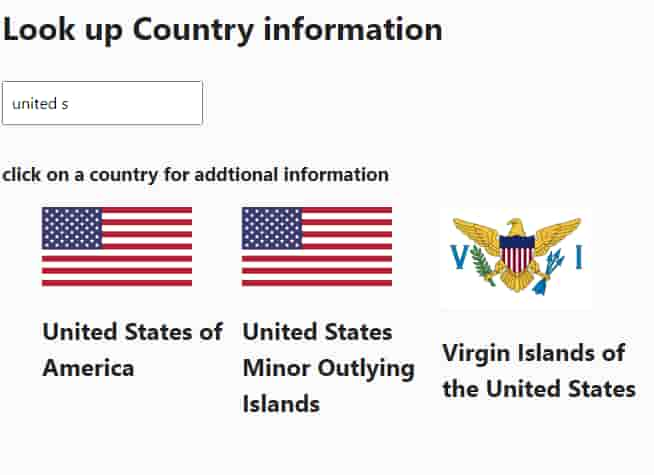 Look up Country information
united s
click on a country for addtional information
V I
United States of
America
United States
Minor Outlying
Islands
Virgin Islands of
the United States